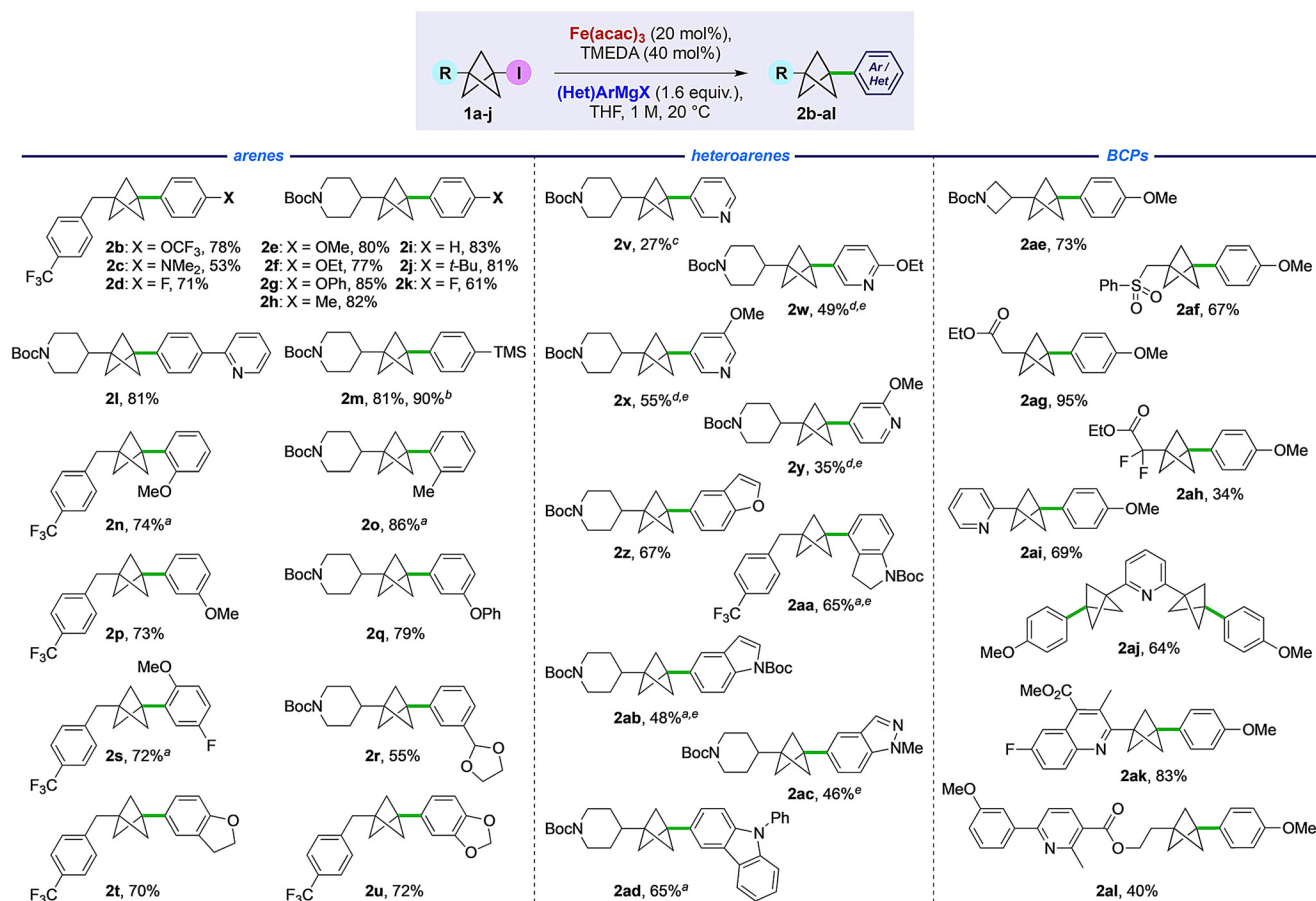 Fe(acac)3 (20 mol%),
TMEDA (40 mol%)
(Het)ArMgX (1.6 equiv.),
THF, 1 M, 20 °C
R
I
1a-j
R
Ar /
Het
2b-al
arenes
heteroarenes
BCPs
F3C
X
2b: X = OCF3, 78%
2c: X = NMe2, 53%
2d: X = F, 71%
BocN
X
2e: X = OMe, 80%
2f: X = OEt, 77%
2g: X = OPh, 85%
2h: X = Me, 82%
2i: X = H, 83%
2j: X = t-Bu, 81%
2k: X = F, 61%
BocN
N
2l, 81%
BocN
TMS
2m, 81%, 90%b
F3C
MeO
2n, 74%a
BocN
Me
2o, 86%a
F3C
OMe
2p, 73%
BocN
OPh
2q, 79%
F3C
MeO
F
2s, 72%a
BocN
O
O
2r, 55%
F3C
O
2t, 70%
F3C
O
O
2u, 72%
BocN
N
2v, 27%c
BocN
N
OEt
2w, 49%d,e
BocN
OMe
N
2x, 55%d,e
BocN
OMe
N
2y, 35%d,e
BocN
O
2z, 67%
F3C
NBoc
2aa, 65%a,e
BocN
NBoc
2ab, 48%a,e
BocN
N
NMe
2ac, 46%e
BocN
N
Ph
2ad, 65%a
BocN
OMe
2ae, 73%
Ph
S
O
O
OMe
2af, 67%
EtO
O
OMe
2ag, 95%
EtO
O
F
F
OMe
2ah, 34%
N
OMe
2ai, 69%
MeO
N
OMe
2aj, 64%
MeO2C
F
N
OMe
2ak, 83%
MeO
N
O
O
OMe
2al, 40%